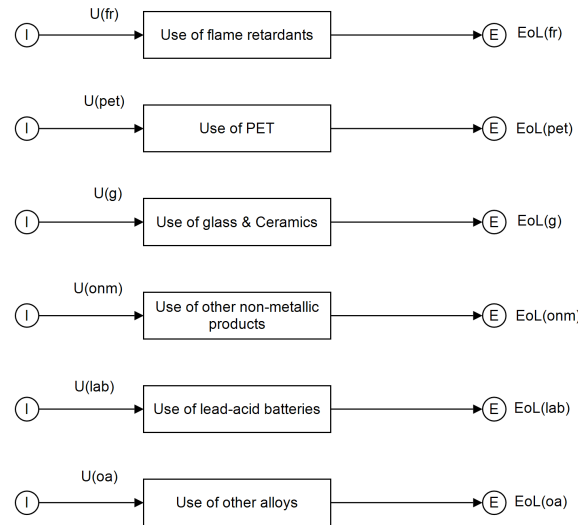 U(fr)
I
Use of flame retardants
E
EoL(fr)
U(pet)
I
Use of PET
E
EoL(pet)
U(g)
I
Use of glass & Ceramics
E
EoL(g)
U(onm)
I
Use of other non-metallic
products
E
EoL(onm)
U(lab)
I
Use of lead-acid batteries
E
EoL(lab)
U(oa)
I
Use of other alloys
E
EoL(oa)